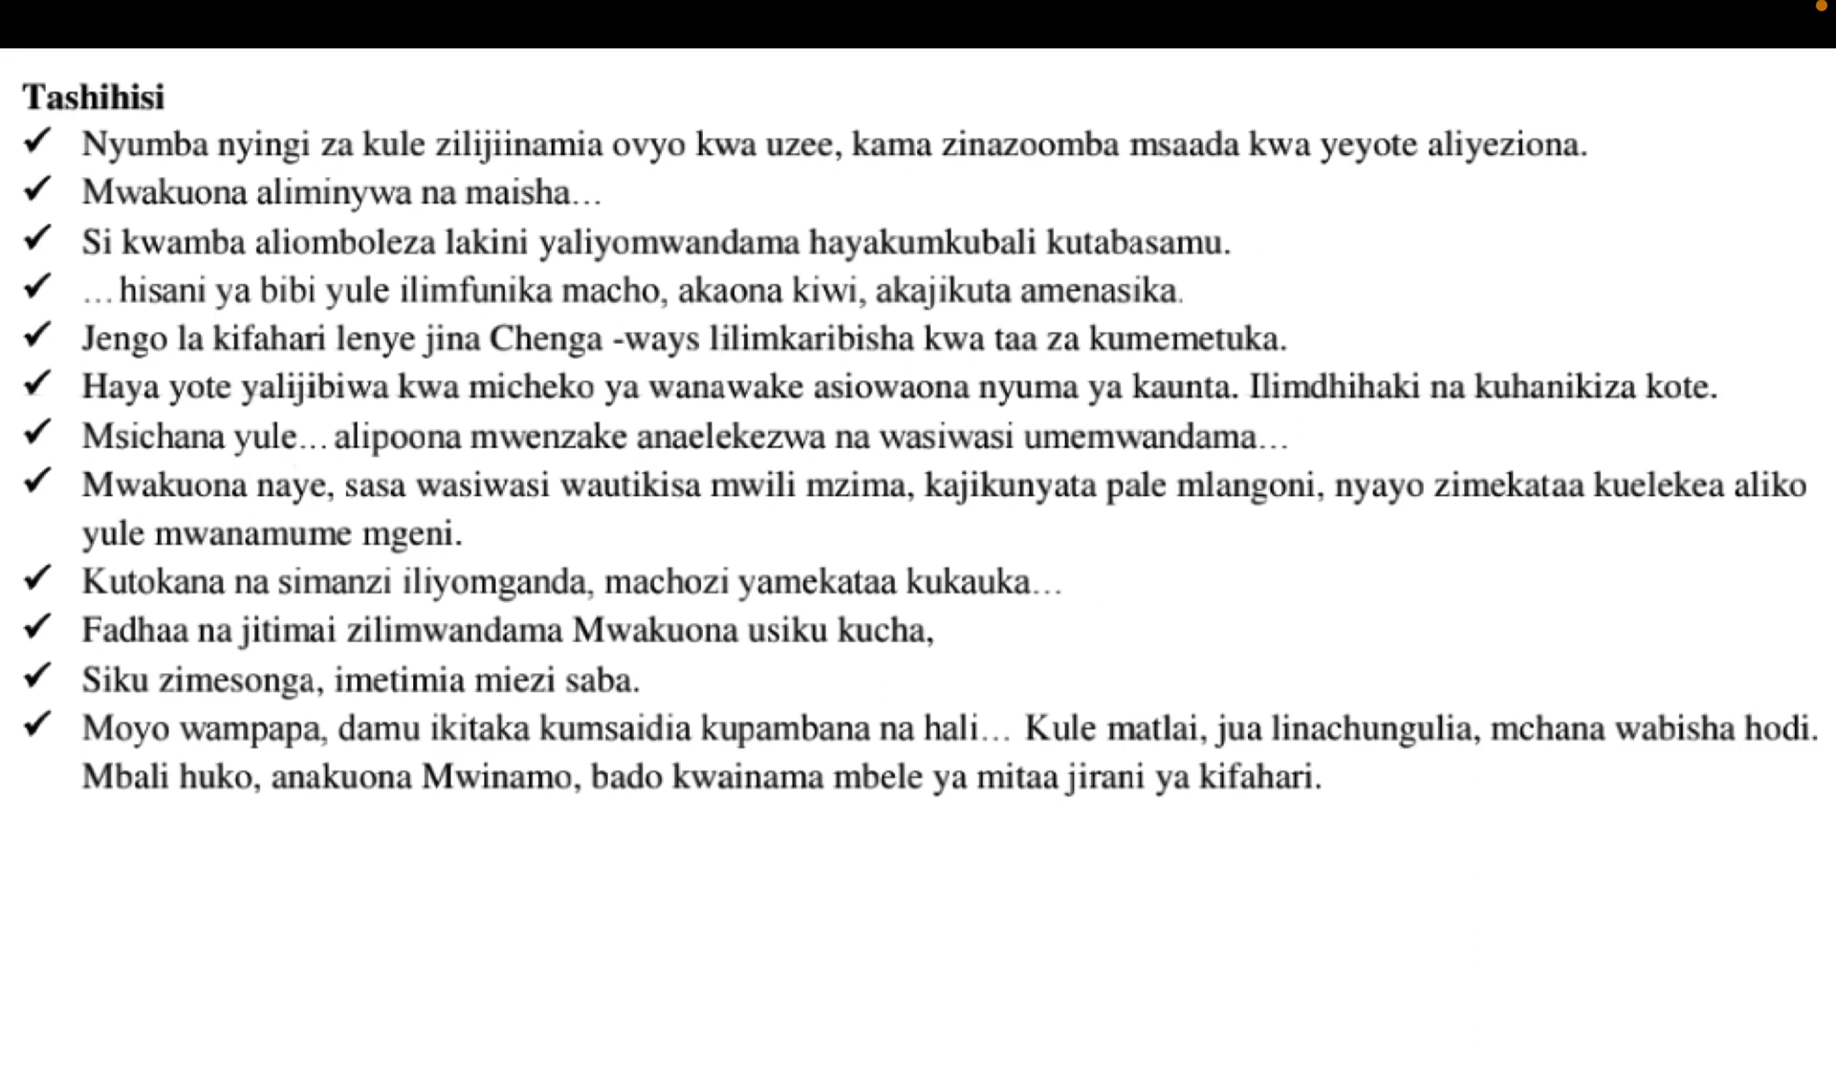 Tashihisi
✓ Nyumba nyingi za kule zilijiinamia ovyo kwa uzee, kama zinazoomba msaada kwa yeyote aliyeziona.
✓ Mwakuona aliminywa na maisha…
✓ Si kwamba aliomboleza lakini yaliyomwandama hayakumkubali kutabasamu.
✓ …hisani ya bibi yule ilimfunika macho, akaona kiwi, akajikuta amenasika.
✓ Jengo la kifahari lenye jina Chenga -ways lilimkaribisha kwa taa za kumemetuka.
✓ Haya yote yalijibiwa kwa micheko ya wanawake asiowaona nyuma ya kaunta. Ilimdhihaki na kuhanikiza kote.
✓ Msichana yule…alipoona mwenzake anaelekezwa na wasiwasi umemwandama…
✓ Mwakuona naye, sasa wasiwasi wautikisa mwili mzima, kajikunyata pale mlangoni, nyayo zimekataa kuelekea aliko
yule mwanamume mgeni.
✓ Kutokana na simanzi iliyomganda, machozi yamekataa kukauka…
✓ Fadhaa na jitimai zilimwandama Mwakuona usiku kucha,
✓ Siku zimesonga, imetimia miezi saba.
✓ Moyo wampapa, damu ikitaka kumsaidia kupambana na hali… Kule matlai, jua linachungulia, mchana wabisha hodi.
Mbali huko, anakuona Mwinamo, bado kwainama mbele ya mitaa jirani ya kifahari.